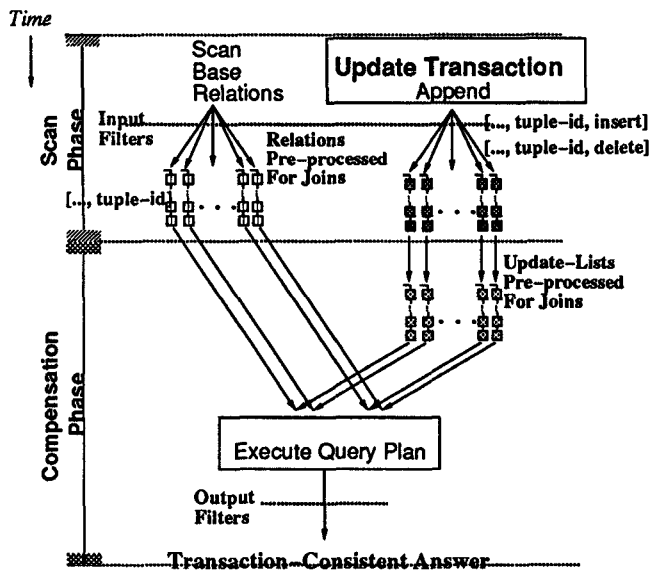 Time
Scan
Base
Relations
Update Transaction
Append
Scan
Phase
Input
Filters
Relations
Pre-processed
For Joins
[..., tuple-id, insert]
[..., tuple-id, delete]
[..., tuple-id]
Update-Lists
Pre-processed
For Joins
Compensation
Phase
Execute Query Plan
Output
Filters
Transaction-Consistent Answer